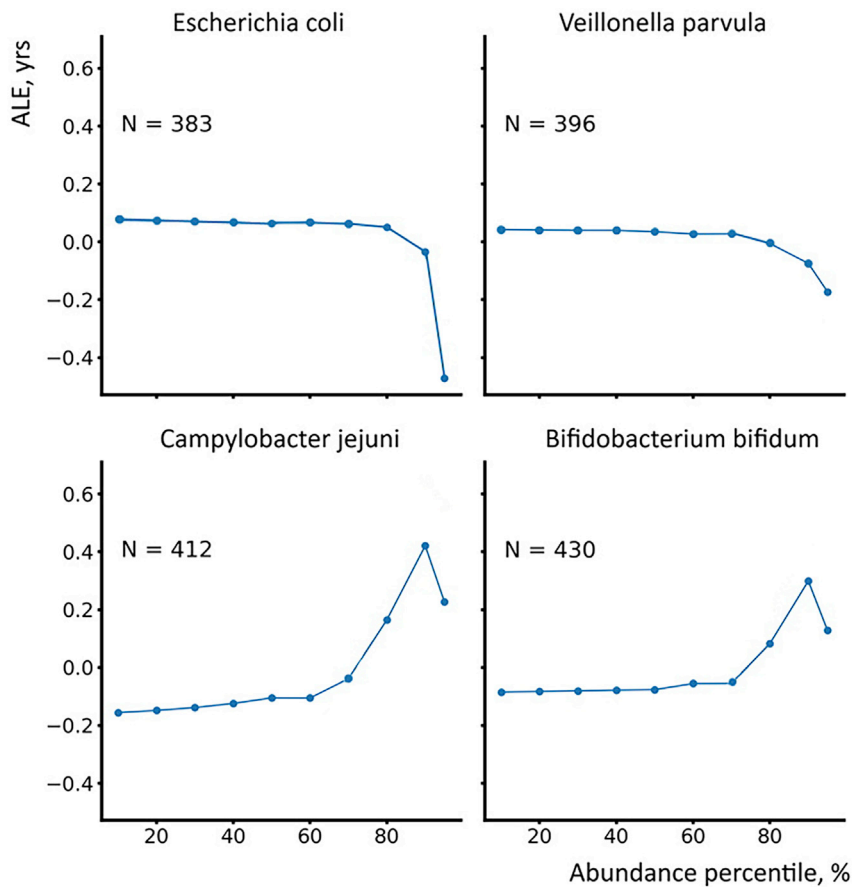 Escherichia coli
Veillonella parvula
ALE, yrs
0.6
0.4
0.2
0.0
−0.2
−0.4
N = 383
N = 396
Campylobacter jejuni
Bifidobacterium bifidum
0.6
0.4
0.2
0.0
−0.2
−0.4
N = 412
N = 430
20 40 60 80
20 40 60 80
Abundance percentile, %